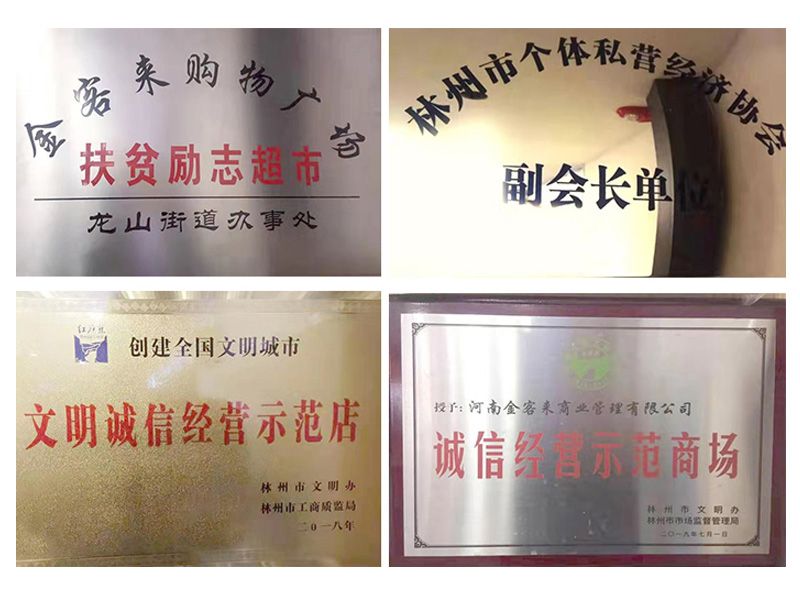 金客来购物广场
扶贫励志超市
龙山街道办事处
林州市个体私营经济协会
副会长单位
红旗渠
创建全国文明城市
文明诚信经营示范店
林州市文明办
林州市工商质监局
二〇一八年
授予：河南金客来商业管理有限公司
诚信经营示范商场
林州市文明办
林州市市场监督管理局
二〇一九年七月一日